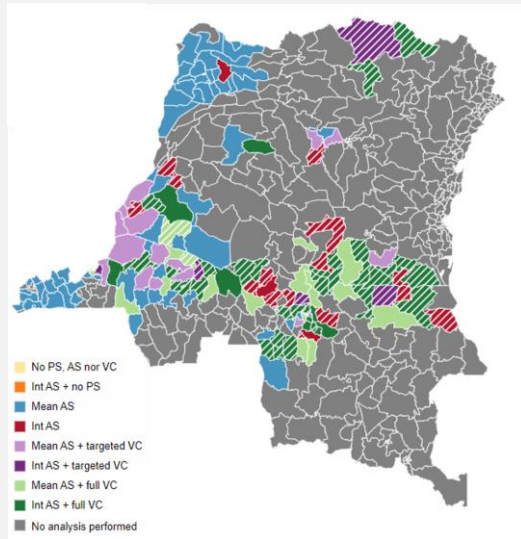 No PS, AS nor VC
Int AS + no PS
Mean AS
Int AS
Mean AS + targeted VC
Int AS + targeted VC
Mean AS + full VC
Int AS + full VC
No analysis performed